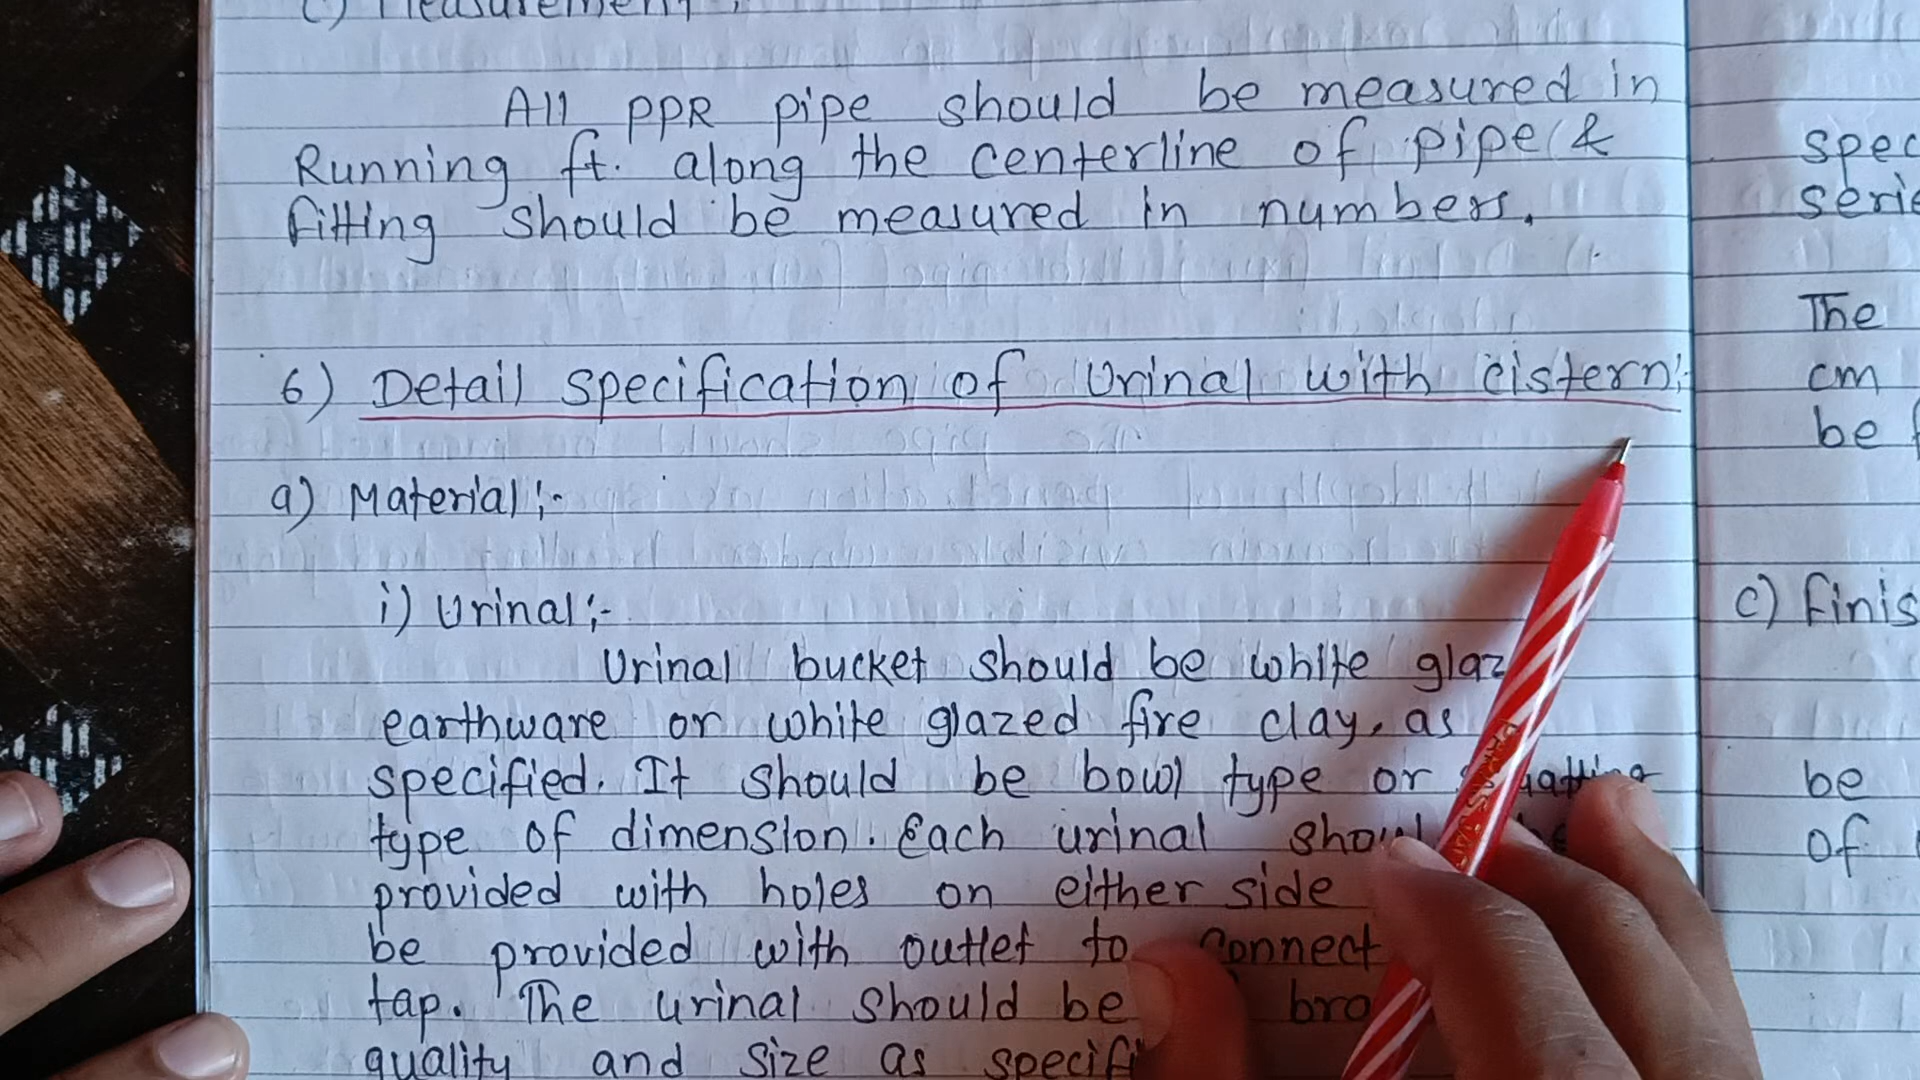 c) Measurement :
All PPR pipe should be measured in
Running ft. along the centerline of pipe &
fitting should be measured in numbers.
6) Detail specification of Urinal with cistern:
a) Material :-
i) Urinal :-
Urinal bucket should be white
earthware or white glazed fire clay, as
specified. It should be bowl type or
type of dimension. Each urinal
provided with holes on either side
be provided with outlet to connect
tap. The urinal should be
quality and size as
The
cm
be
c)
be
of